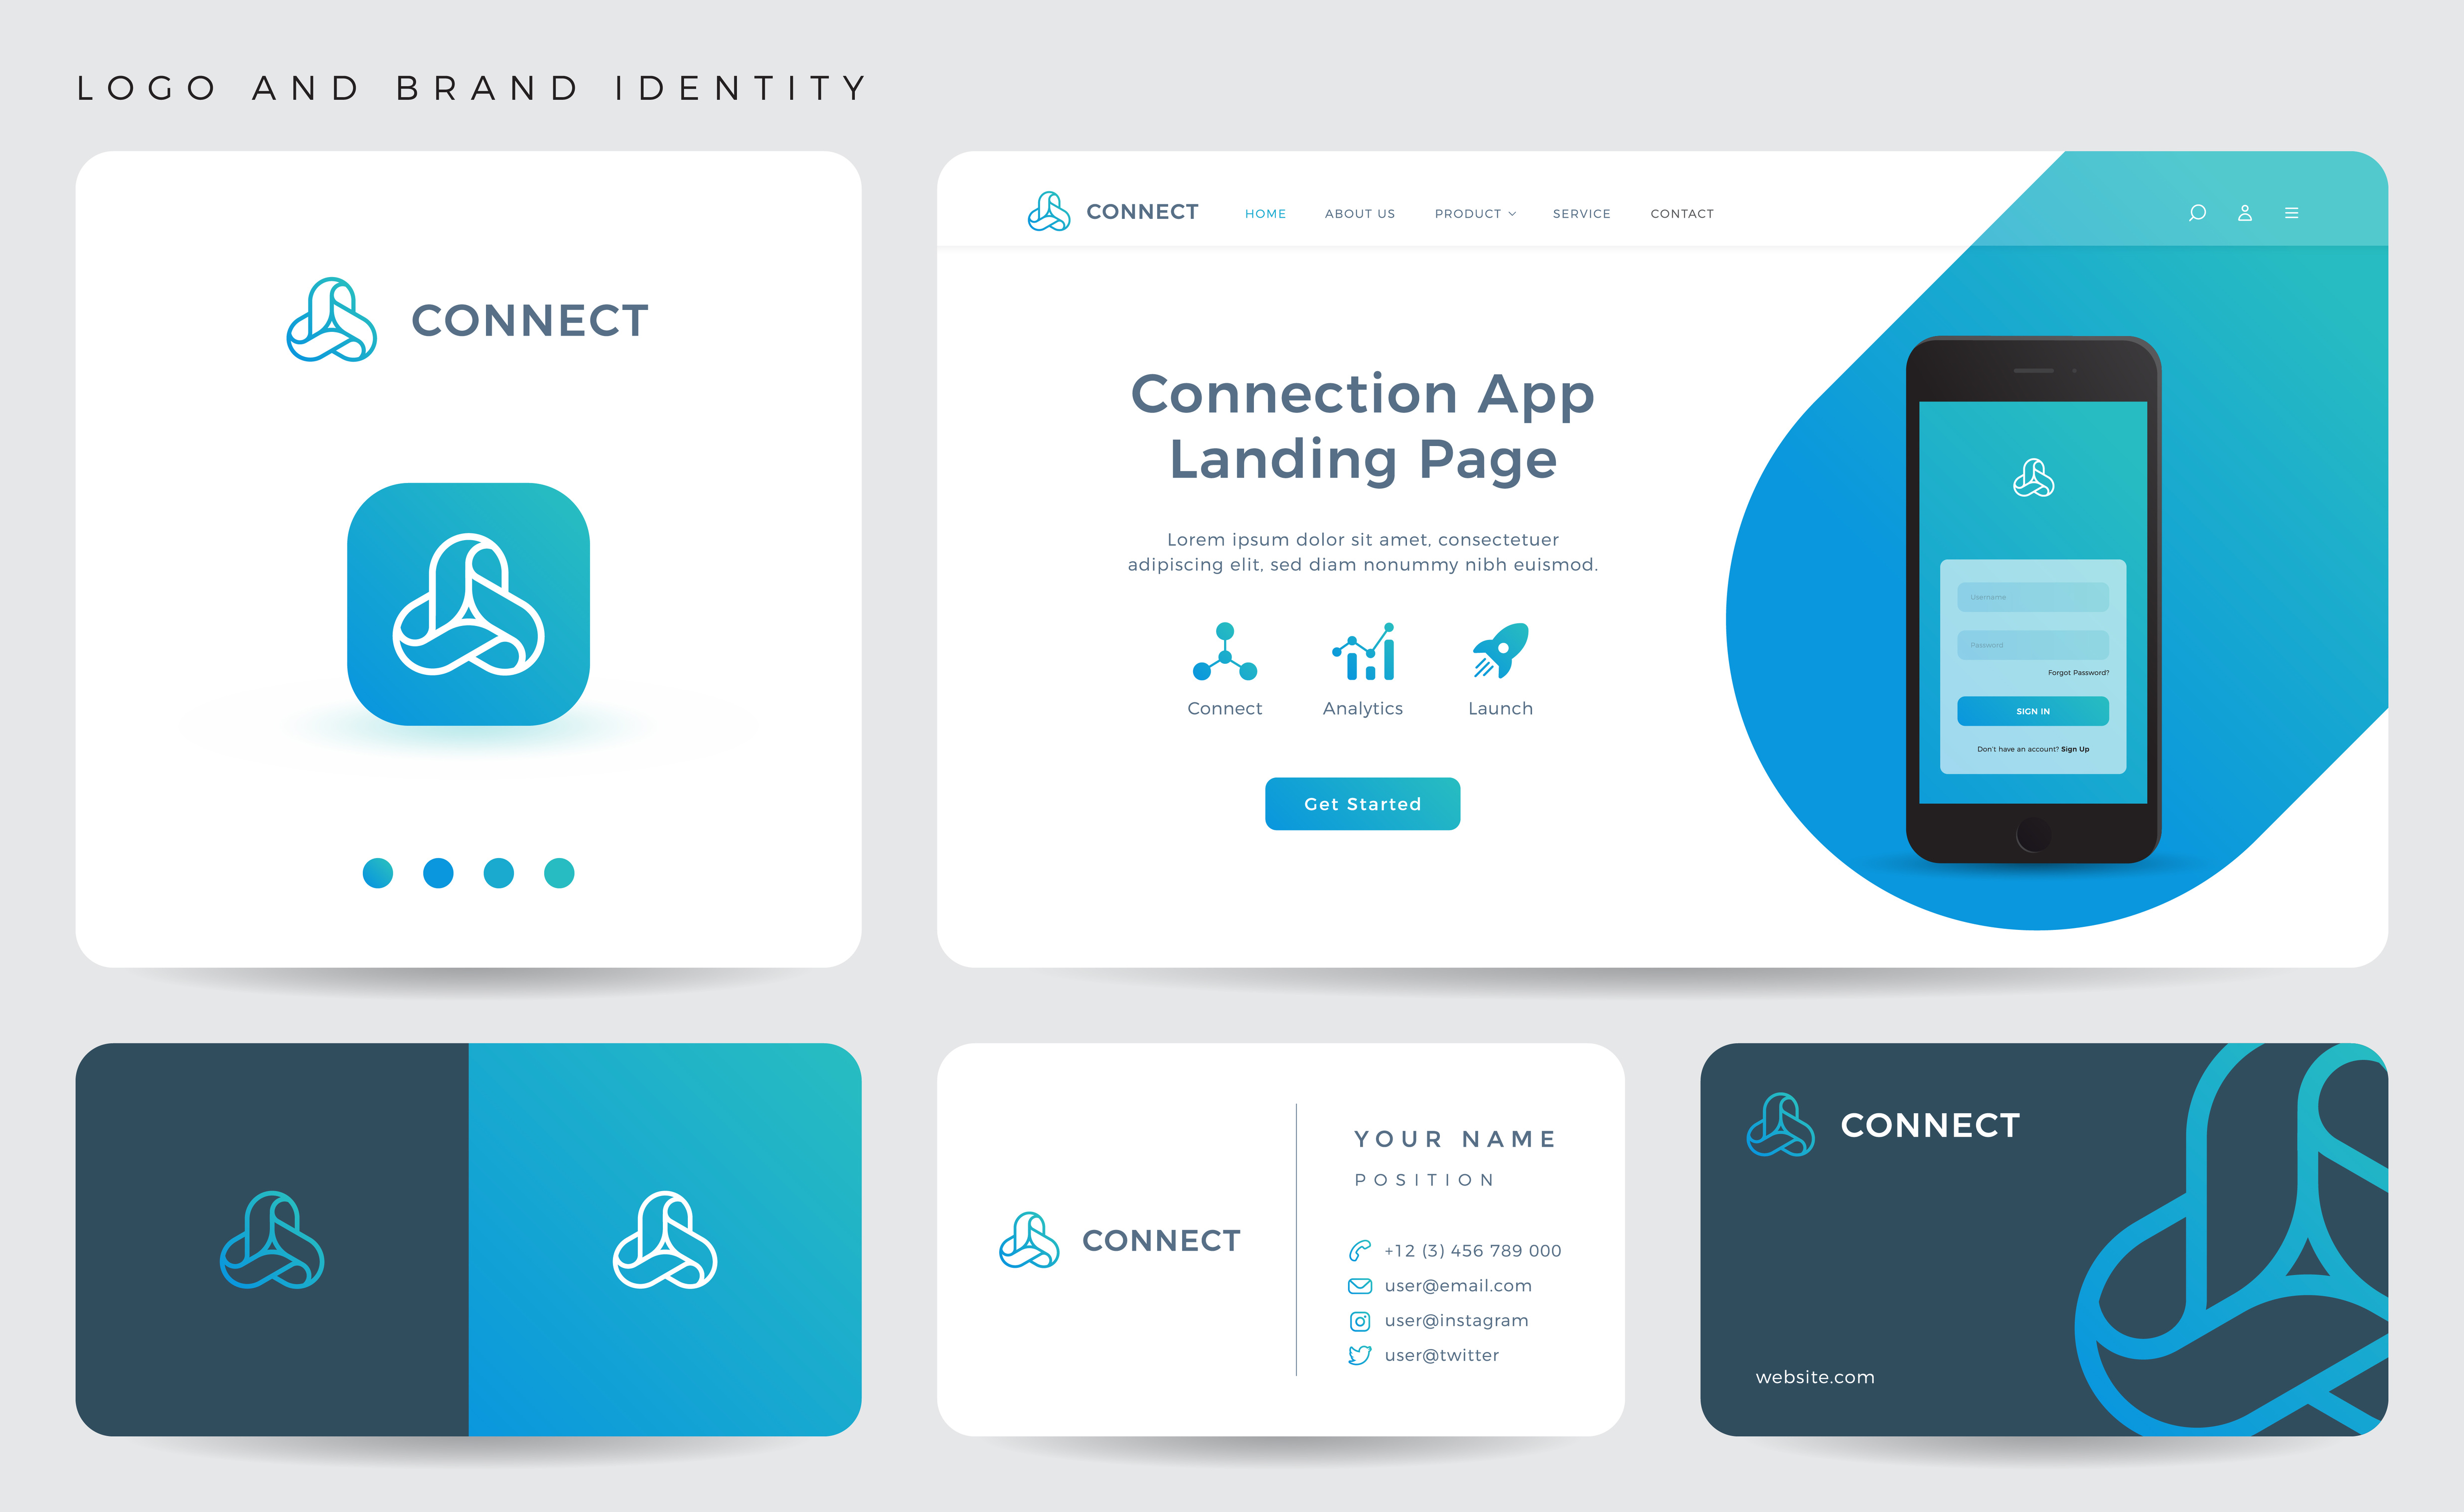 LOGO AND BRAND IDENTITY
CONNECT
CONNECT HOME ABOUT US PRODUCT SERVICE CONTACT
Connection App
Landing Page
Lorem ipsum dolor sit amet, consectetuer
adipiscing elit, sed diam nonummy nibh euismod.
Connect Analytics Launch
Get Started
Username
Password
Forgot Password?
SIGN IN
Don't have an account? Sign Up
CONNECT
YOUR NAME
POSITION
+12 (3) 456 789 000
user@email.com
user@instagram
user@twitter
CONNECT
website.com